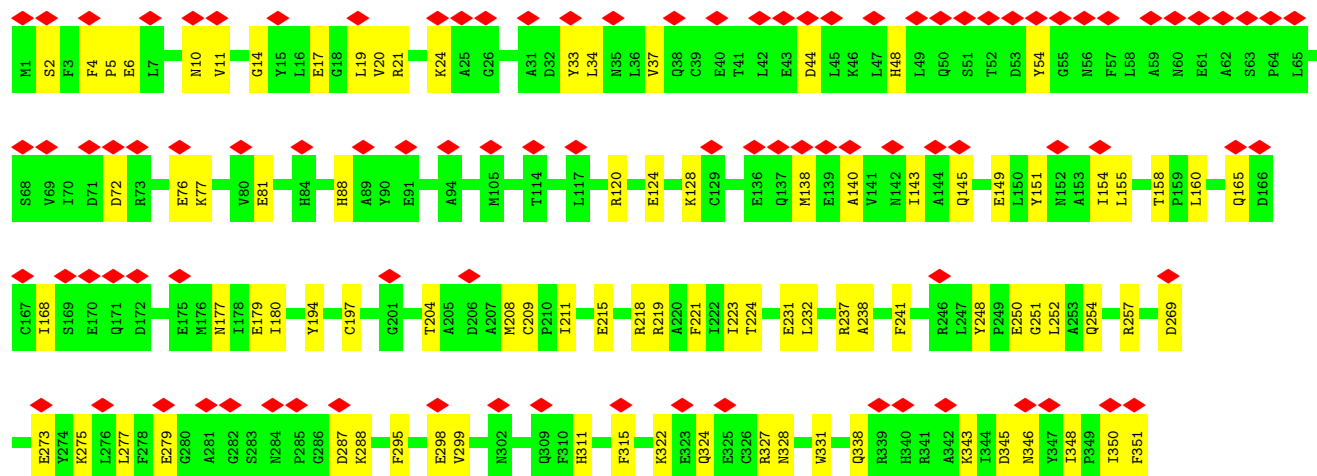 M1 S2 F3 F4 P5 E6 L7 N10 V11 G14 Y15 L16 E17 G18 L19 V20 R21 K24 A25 G26 A31 D32 Y33 L34 N35 L36 V37 Q38 C39 E40 T41 L42 E43 D44 L45 K46 L47 H48 L49 Q50 S51 T52 D53 Y54 G55 N56 F57 L58 A59 N60 E61 A62 S63 P64 L65
S68 V69 I70 D71 D72 R73 E76 K77 V80 E81 H84 H88 A89 Y90 E91 A94 M105 T114 L117 R120 E124 K128 C129 E136 Q137 M138 E139 A140 V141 N142 I143 A144 Q145 E149 L150 Y151 N152 A153 I154 L155 T158 P159 L160 Q165 D166
C167 I168 S169 E170 Q171 D172 E175 M176 N177 I178 E179 I180 Y194 C197 G201 T204 A205 D206 A207 M208 C209 P210 I211 E215 R218 R219 A220 F221 I222 I223 T224 E231 L232 R237 A238 F241 R246 L247 Y248 P249 E250 G251 L252 A253 Q254 R257 D269
E273 Y274 K275 L276 L277 F278 E279 G280 A281 G282 S283 N284 P285 G286 D287 K288 F295 E298 V299 N302 Q309 F310 H311 F315 K322 E323 Q324 E325 C326 R327 N328 W331 Q338 R339 H340 R341 A342 K343 I344 D345 N346 Y347 I348 P349 I350 F351